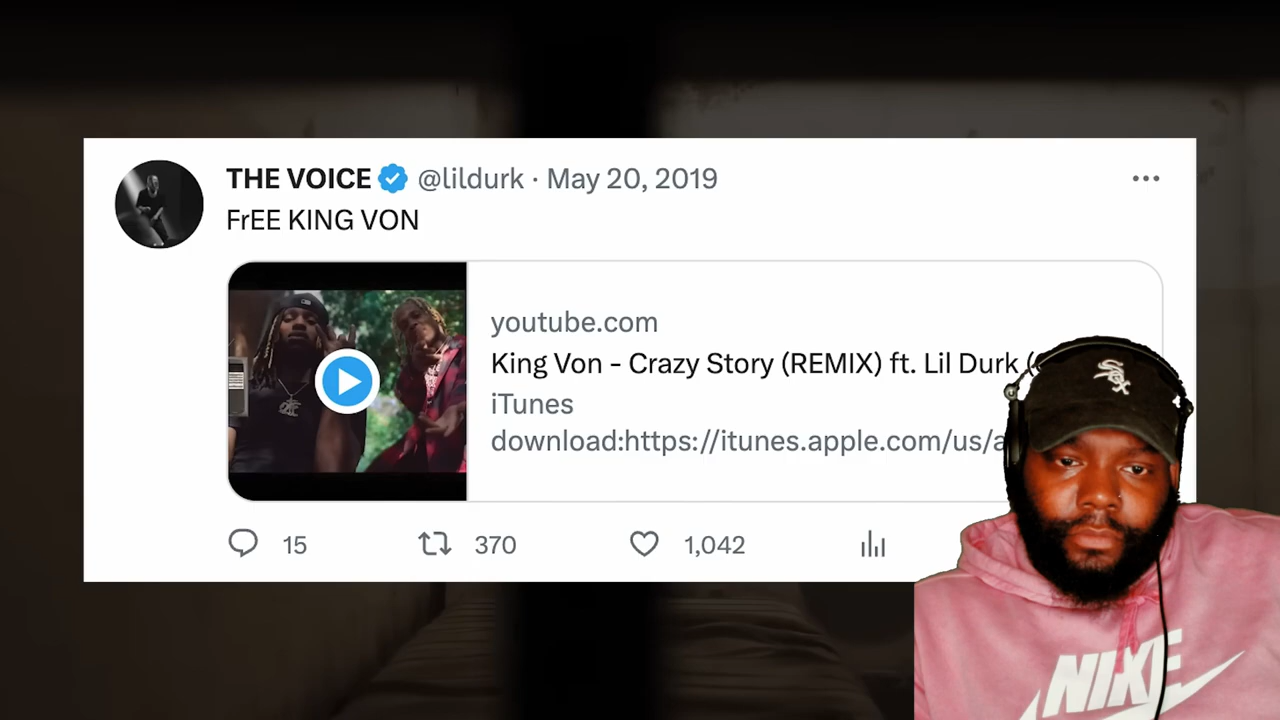 THE VOICE @lildurk · May 20, 2019
FrEE KING VON
youtube.com
King Von - Crazy Story (REMIX) ft. Lil Durk (
iTunes
download:https://itunes.apple.com/us/a
15 370 1,042
Sox
NIKE